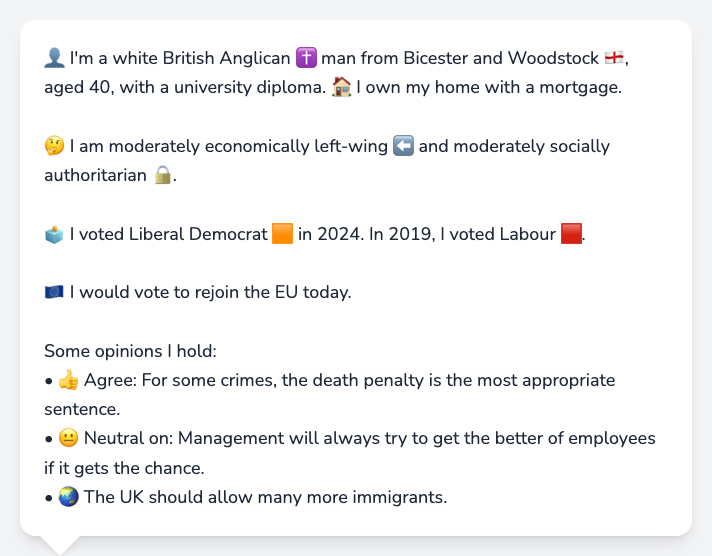 👤 I'm a white British Anglican ✝️ man from Bicester and Woodstock 🏴󠁧󠁢󠁥󠁮󠁧󠁿,
aged 40, with a university diploma. 🏠 I own my home with a mortgage.
🤔 I am moderately economically left-wing ⬅️ and moderately socially
authoritarian 🔒.
🗳️ I voted Liberal Democrat 🟧 in 2024. In 2019, I voted Labour 🟥.
🇪🇺 I would vote to rejoin the EU today.
Some opinions I hold:
• 👍 Agree: For some crimes, the death penalty is the most appropriate
sentence.
• 😐 Neutral on: Management will always try to get the better of employees
if it gets the chance.
• 🌏 The UK should allow many more immigrants.